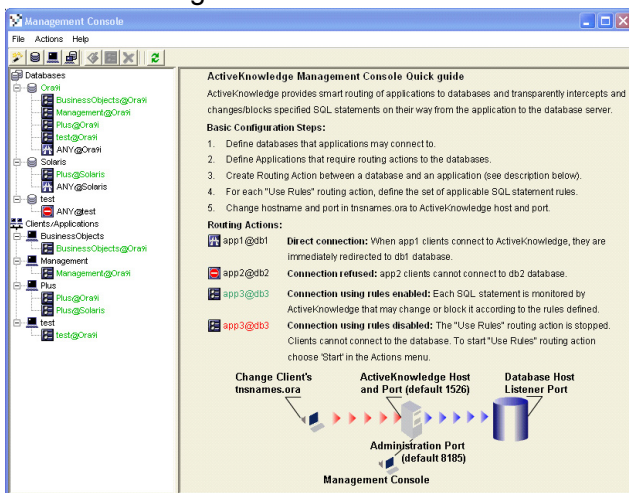 Management Console
File Actions Help
Databases
Ora9i
BusinessObjects@Ora9i
Management@Ora9i
Plus@Ora9i
test@Ora9i
ANY@Ora9i
Solaris
Plus@Solaris
ANY@Solaris
test
ANY@test
Clients/Applications
BusinessObjects
BusinessObjects@Ora9i
Management
Management@Ora9i
Plus
Plus@Ora9i
Plus@Solaris
test
test@Ora9i
ActiveKnowledge Management Console Quick guide
ActiveKnowledge provides smart routing of applications to databases and transparently intercepts and
changes/blocks specified SQL statements on their way from the application to the database server.
Basic Configuration Steps:
1. Define databases that applications may connect to.
2. Define Applications that require routing actions to the databases.
3. Create Routing Action between a database and an application (see description below).
4. For each "Use Rules" routing action, define the set of applicable SQL statement rules.
5. Change hostname and port in tnsnames.ora to ActiveKnowledge host and port.
Routing Actions:
app1@db1 Direct connection: When app1 clients connect to ActiveKnowledge, they are
immediately redirected to db1 database.
app2@db2 Connection refused: app2 clients cannot connect to db2 database.
app3@db3 Connection using rules enabled: Each SQL statement is monitored by
ActiveKnowledge that may change or block it according to the rules defined.
app3@db3 Connection using rules disabled: The "Use Rules" routing action is stopped.
Clients cannot connect to the database. To start "Use Rules" routing action
choose 'Start' in the Actions menu.
Change Client's
tnsnames.ora
ActiveKnowledge Host
and Port (default 1526)
Database Host
Listener Port
Administration Port
(default 8185)
Management Console